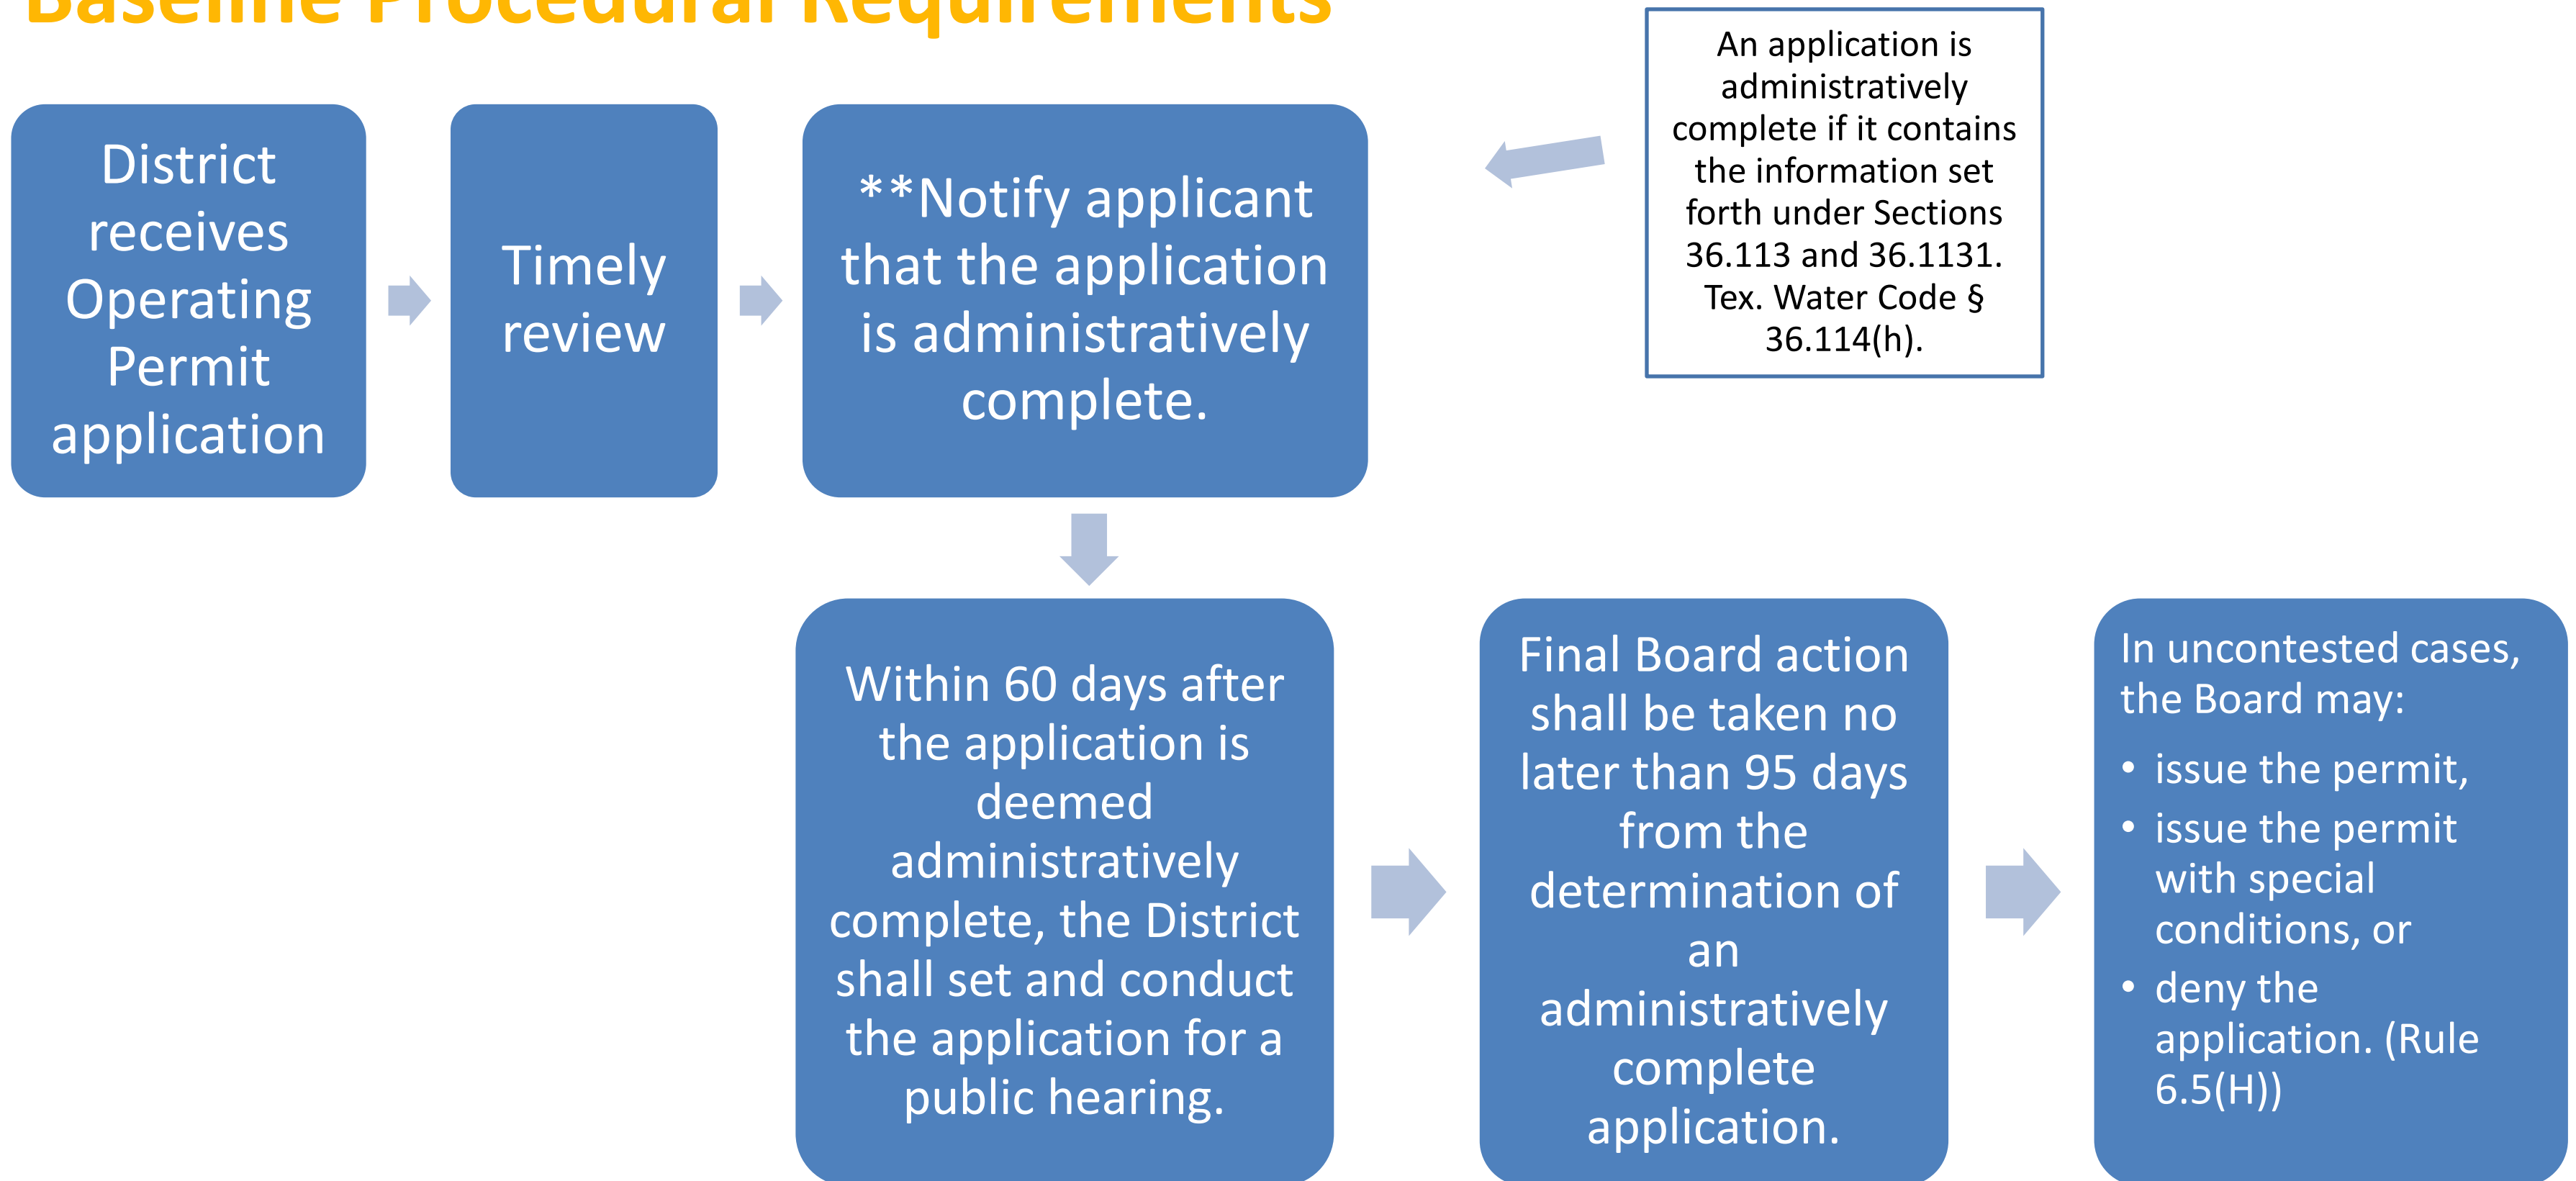 Baseline Procedural Requirements
An application is
administratively
complete if it contains
the information set
forth under Sections
36.113 and 36.1131.
Tex. Water Code §
36.114(h).
District
receives
Operating
Permit
application
Timely
review
**Notify applicant
that the application
is administratively
complete.
Within 60 days after
the application is
deemed
administratively
complete, the District
shall set and conduct
the application for a
public hearing.
Final Board action
shall be taken no
later than 95 days
from the
determination of
an
administratively
complete
application.
In uncontested cases,
the Board may:
• issue the permit,
• issue the permit
with special
conditions, or
• deny the
application. (Rule
6.5(H))